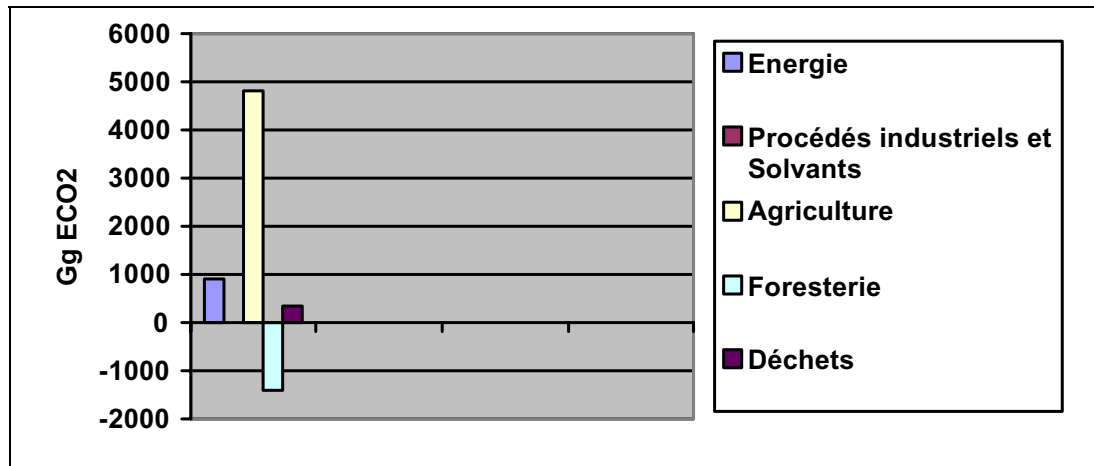 6000
5000
4000
3000
2000
1000
0
-1000
-2000
Gg ECO2
Energie
Procédés industriels et
Solvants
Agriculture
Foresterie
Déchets